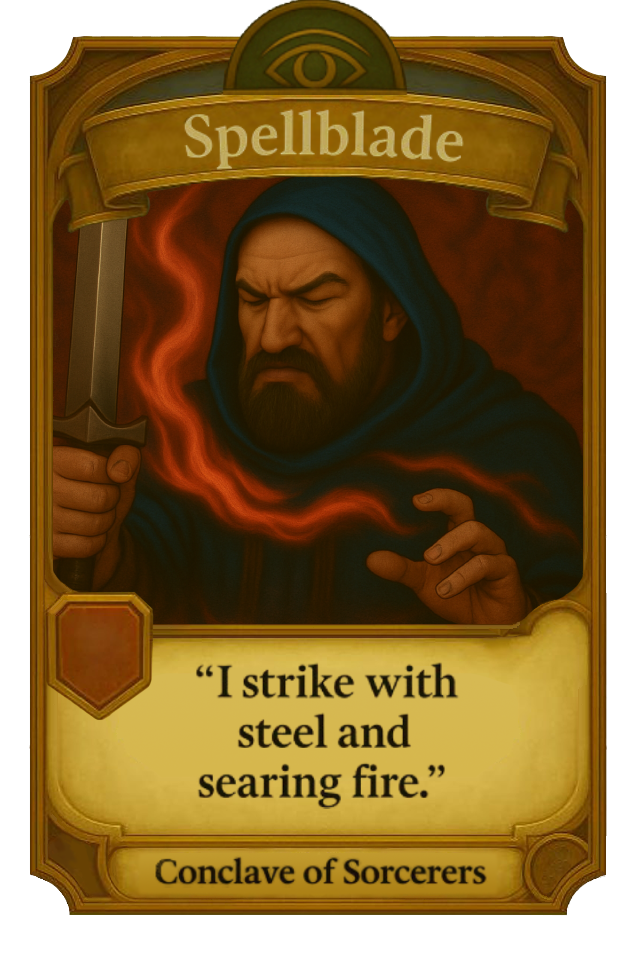 Spellblade
“I strike with
steel and
searing fire.”
Conclave of Sorcerers